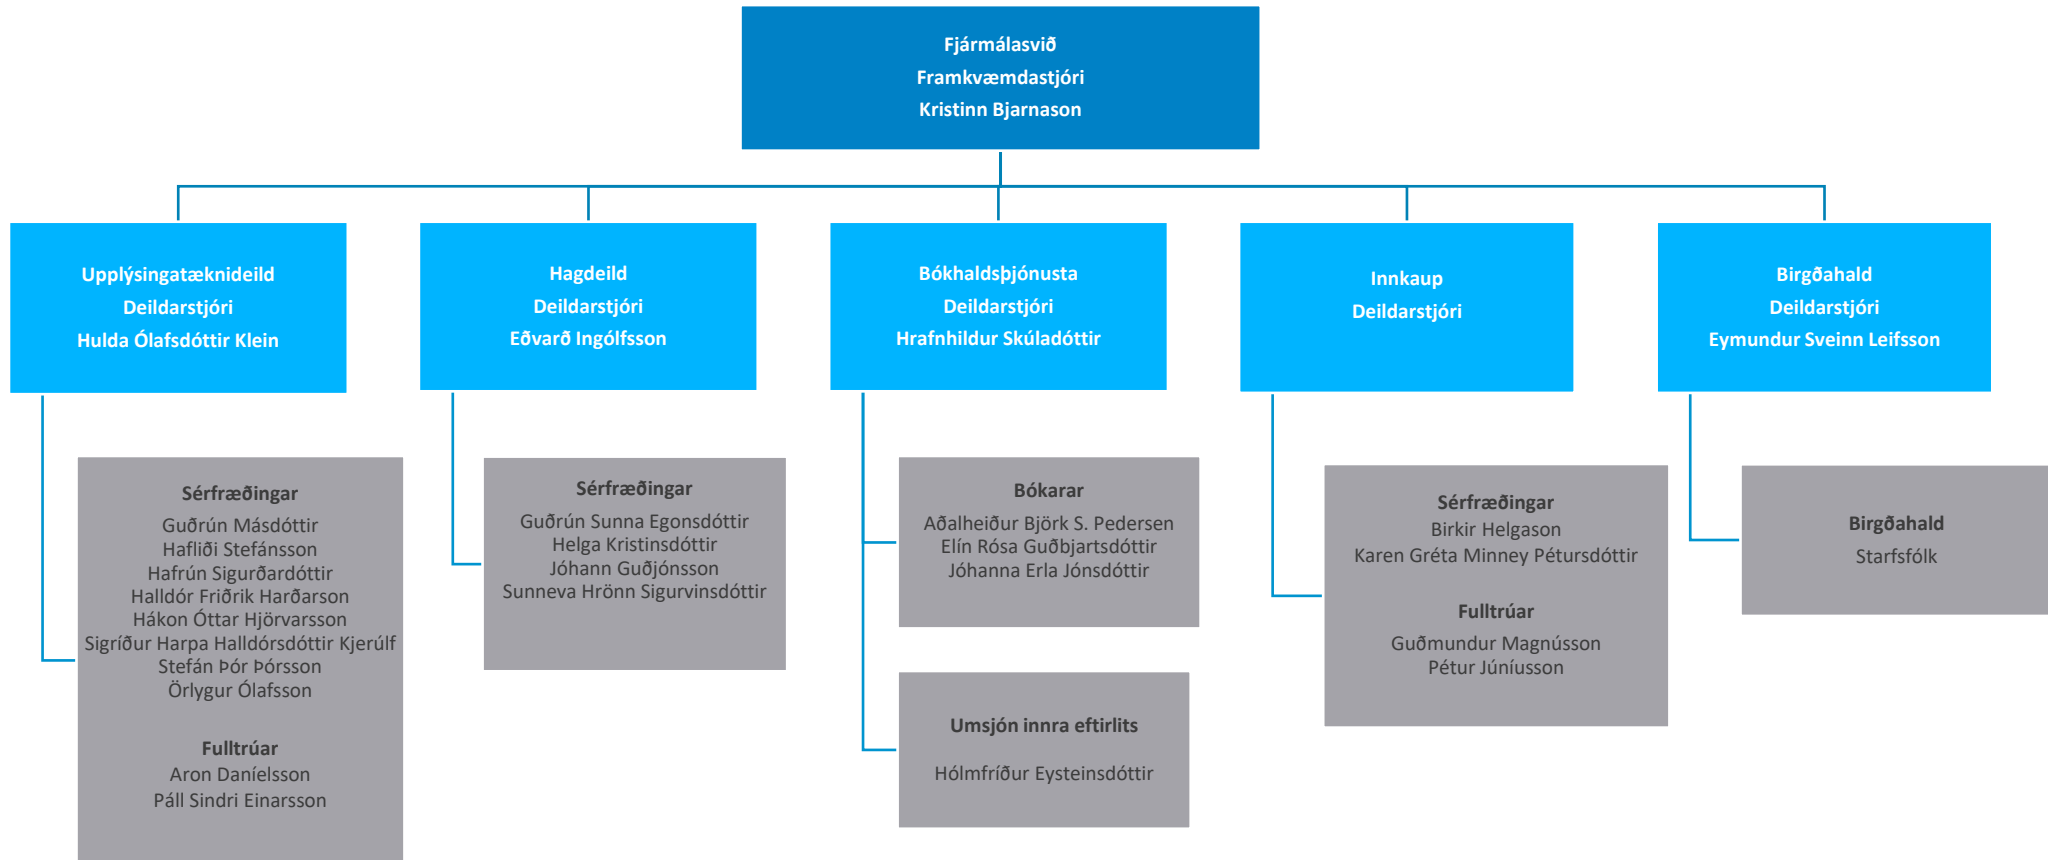 Fjármálasvið
Framkvæmdastjóri
Kristinn Bjarnason
Upplýsingatæknideild
Deildarstjóri
Hulda Ólafsdóttir Klein
Hagdeild
Deildarstjóri
Eðvarð Ingólfsson
Bókhaldsþjónusta
Deildarstjóri
Hrafnhildur Skúladóttir
Innkaup
Deildarstjóri
Birgðahald
Deildarstjóri
Eymundur Sveinn Leifsson
Sérfræðingar
Guðrún Másdóttir
Hafliði Stefánsson
Hafrún Sigurðardóttir
Halldór Friðrik Harðarson
Hákon Óttar Hjörvarsson
Sigríður Harpa Halldórsdóttir Kjerúlf
Stefán Þór Þórsson
Örlygur Ólafsson
Fulltrúar
Aron Daníelsson
Páll Sindri Einarsson
Sérfræðingar
Guðrún Sunna Egonsdóttir
Helga Kristinsdóttir
Jóhann Guðjónsson
Sunneva Hrönn Sigurvinsdóttir
Bókarar
Aðalheiður Björk S. Pedersen
Elín Rósa Guðbjartsdóttir
Jóhanna Erla Jónsdóttir
Umsjón innra eftirlits
Hólmfríður Eysteinsdóttir
Sérfræðingar
Birkir Helgason
Karen Gréta Minney Pétursdóttir
Fulltrúar
Guðmundur Magnússon
Pétur Júníusson
Birgðahald
Starfsfólk